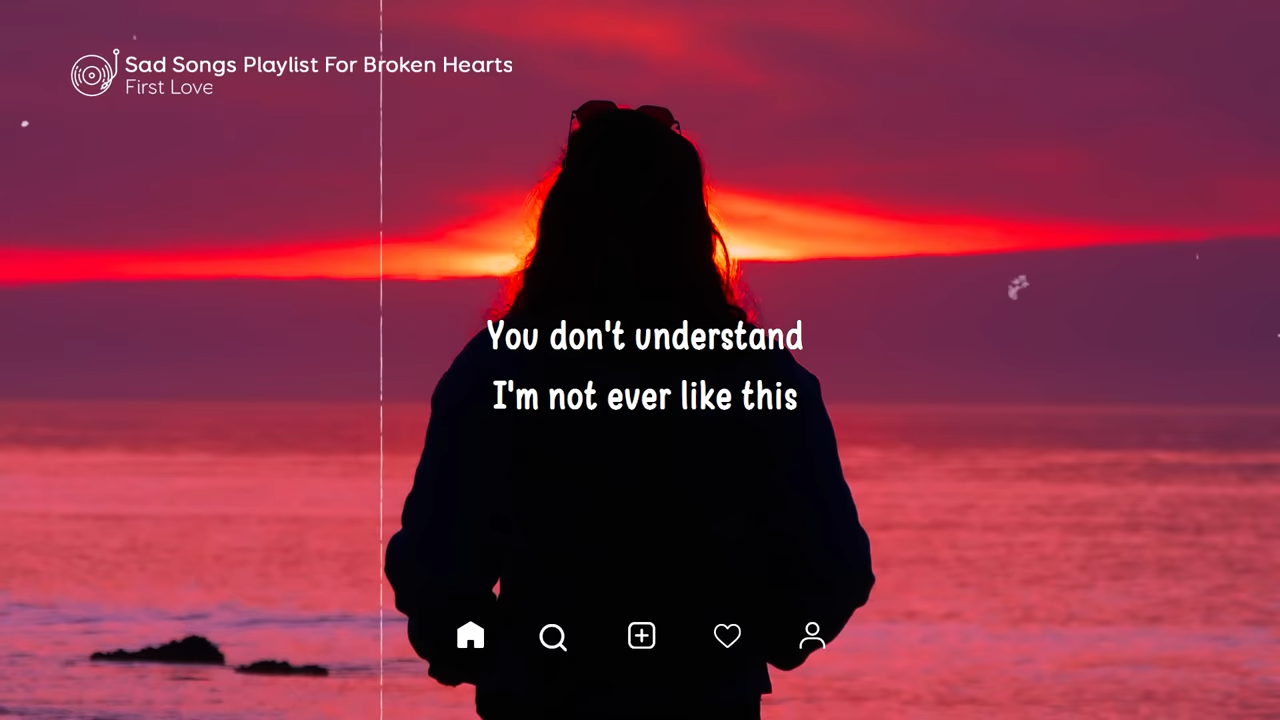 Sad Songs Playlist For Broken Hearts
First Love
You don't understand
I'm not ever like this